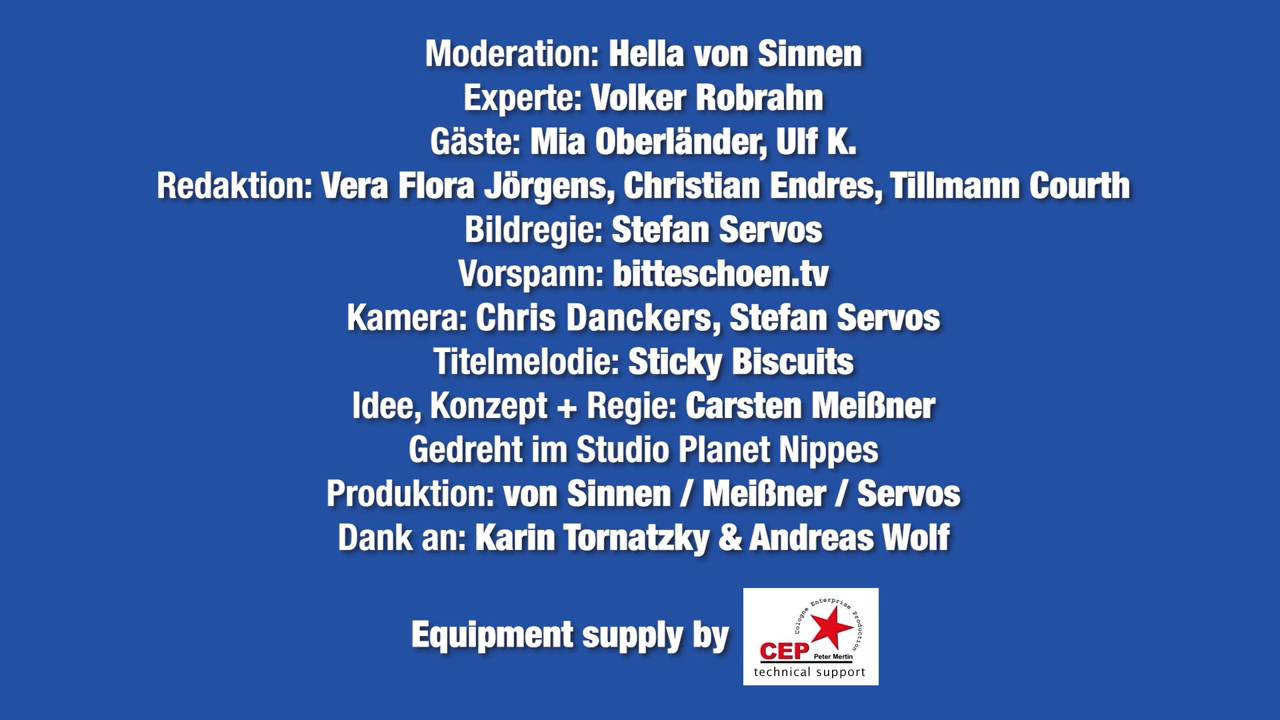 Moderation: Hella von Sinnen
Experte: Volker Robrahn
Gäste: Mia Oberländer, Ulf K.
Redaktion: Vera Flora Jörgens, Christian Endres, Tillmann Courth
Bildregie: Stefan Servos
Vorspann: bitteschoen.tv
Kamera: Chris Danckers, Stefan Servos
Titelmelodie: Sticky Biscuits
Idee, Konzept + Regie: Carsten Meißner
Gedreht im Studio Planet Nippes
Produktion: von Sinnen / Meißner / Servos
Dank an: Karin Tornatzky & Andreas Wolf
Equipment supply by
Cologne Enterprise Production
CEP Peter Mertin
technical support